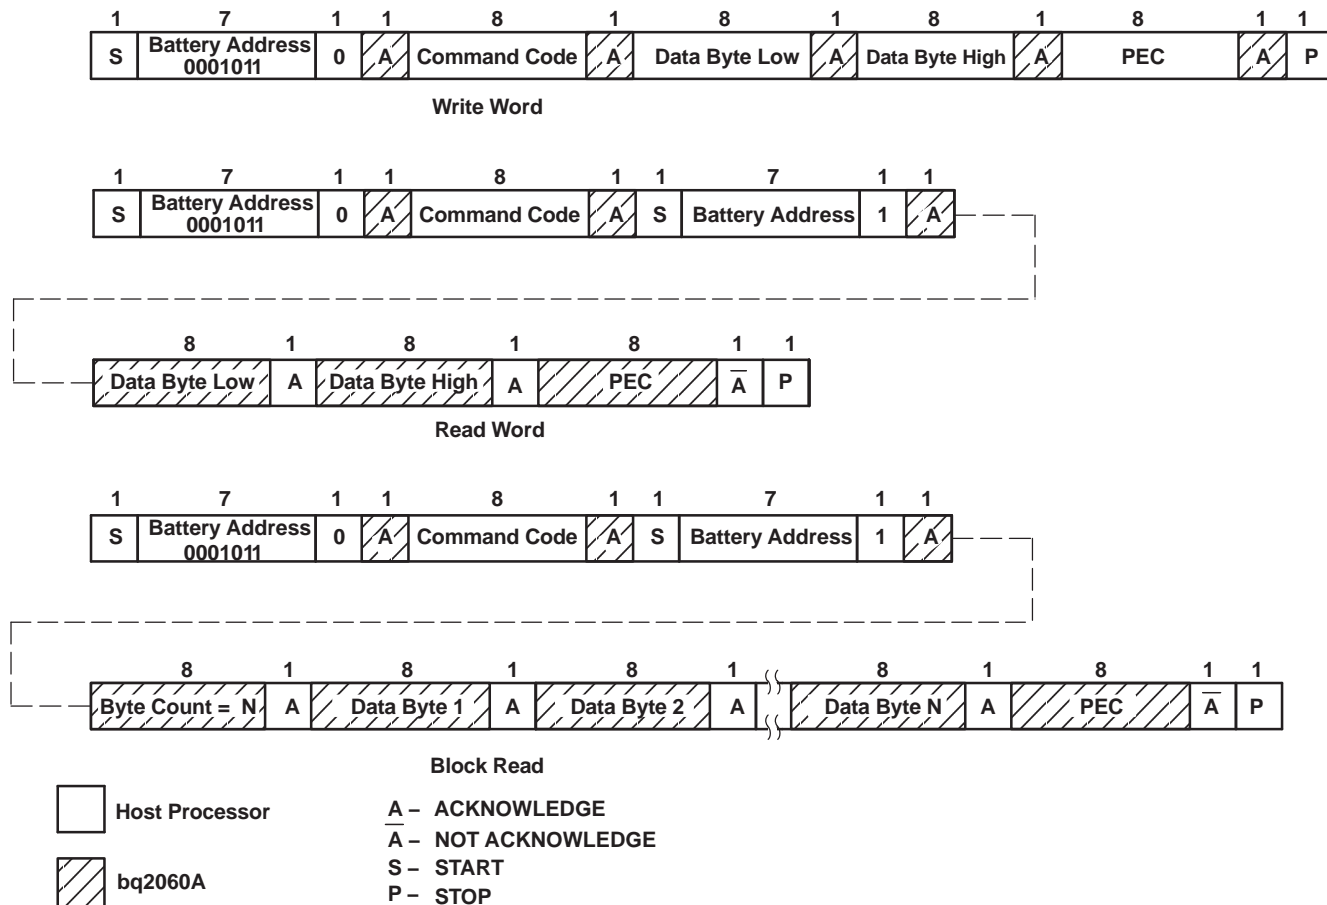 1 7 1 1 8 1 8 1 8 1 8 1 1
S Battery Address 0 A Command Code A Data Byte Low A Data Byte High A PEC A P
0001011
Write Word
1 7 1 1 8 1 1 7 1 1
S Battery Address 0 A Command Code A S Battery Address 1 A
0001011
8 1 8 1 8 1 1
Data Byte Low A Data Byte High A PEC A̅ P
Read Word
1 7 1 1 8 1 1 7 1 1
S Battery Address 0 A Command Code A S Battery Address 1 A
0001011
8 1 8 1 8 1 8 1 8 1 1
Byte Count = N A Data Byte 1 A Data Byte 2 A Data Byte N A PEC A̅ P
Block Read
Host Processor
bq2060A
A – ACKNOWLEDGE
A̅ – NOT ACKNOWLEDGE
S – START
P – STOP